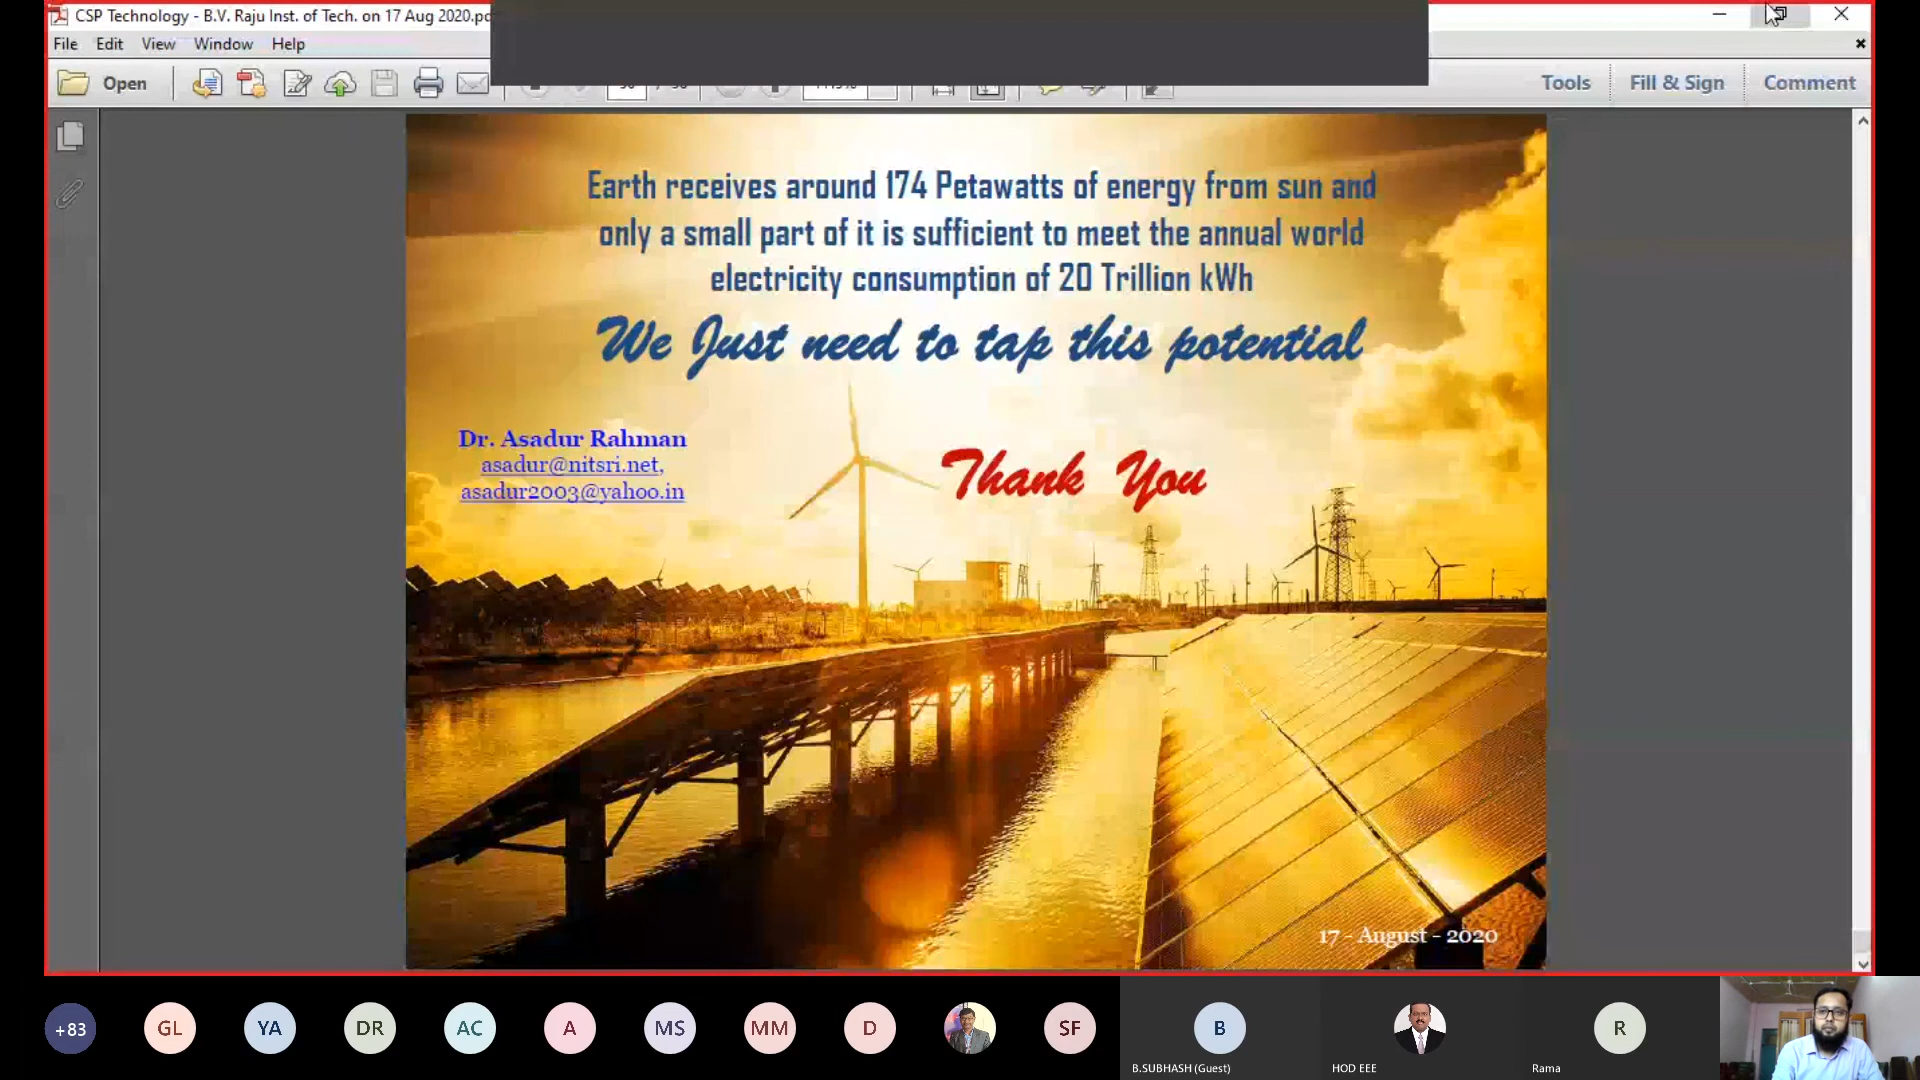 CSP Technology - B.V. Raju Inst. of Tech. on 17 Aug 2020.pd
File Edit View Window Help
Open
Tools Fill & Sign Comment
Earth receives around 174 Petawatts of energy from sun and
only a small part of it is sufficient to meet the annual world
electricity consumption of 20 Trillion kWh
We Just need to tap this potential
Dr. Asadur Rahman
asadur@nitsri.net,
asadur2003@yahoo.in
Thank You
17 - August - 2020
+83 GL YA DR AC A MS MM D SF B R
B.SUBHASH (Guest) HOD EEE Rama